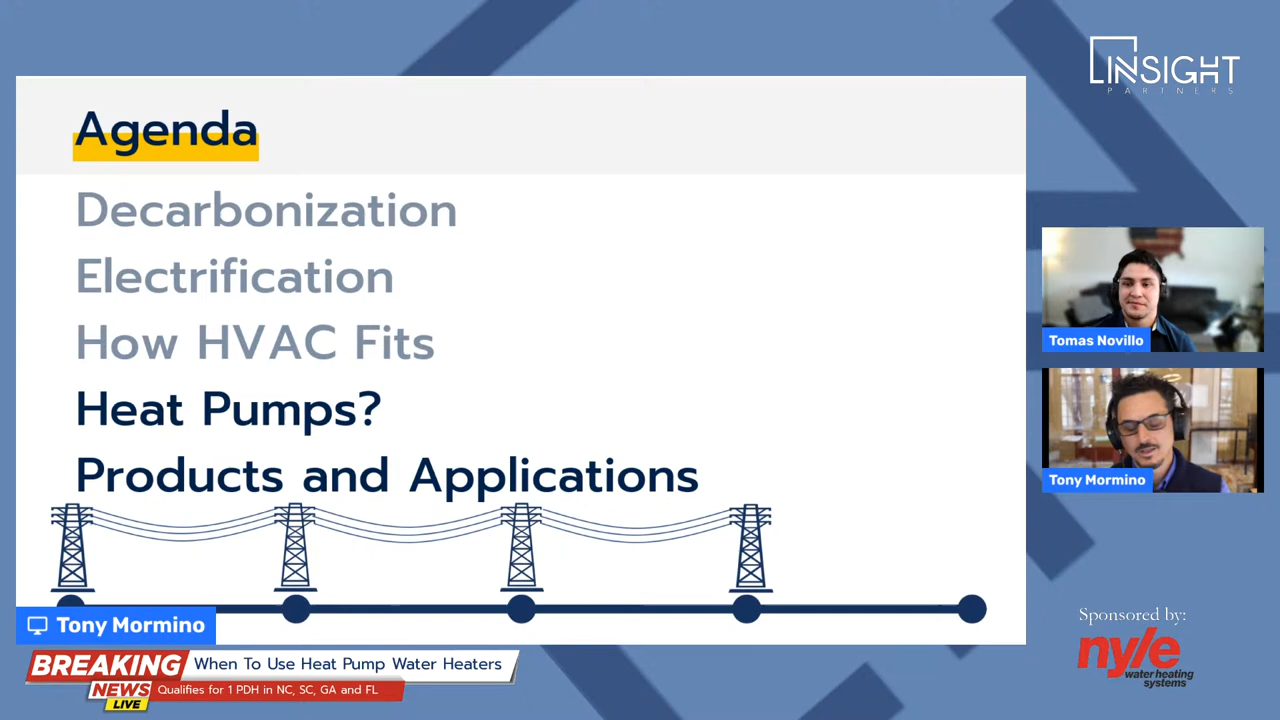 INSIGHT
PARTNERS
Agenda
Decarbonization
Electrification
How HVAC Fits
Heat Pumps?
Products and Applications
Tomas Novillo
Tony Mormino
Tony Mormino
BREAKING
NEWS
LIVE
When To Use Heat Pump Water Heaters
Qualifies for 1 PDH in NC, SC, GA and FL
Sponsored by:
nyle
water heating
systems